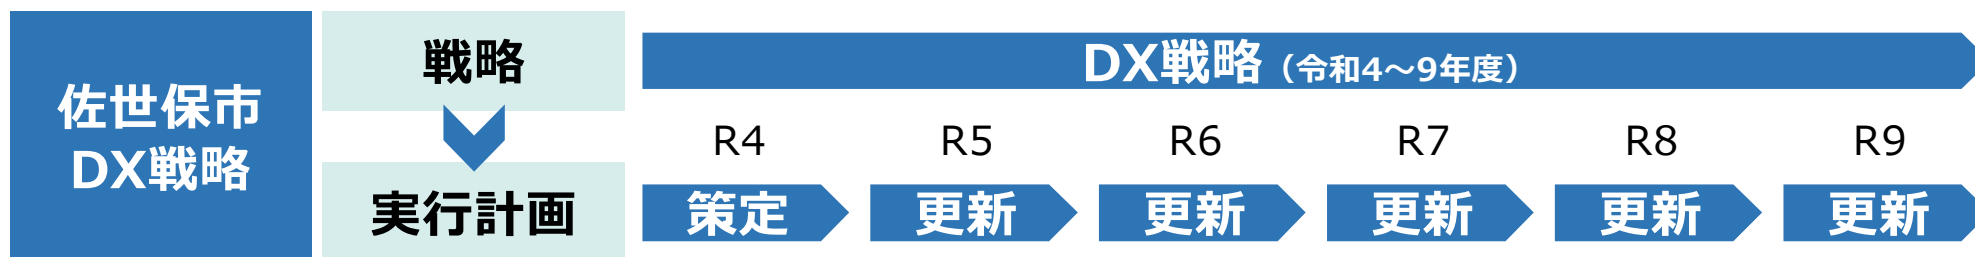 佐世保市
DX戦略
戦略
実行計画
DX戦略（令和4～9年度）
R4 R5 R6 R7 R8 R9
策定 更新 更新 更新 更新 更新